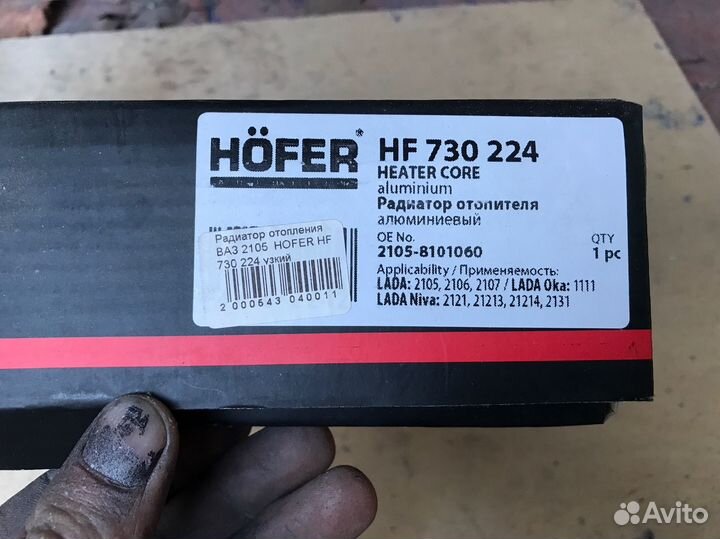 HÖFER
HF 730 224
HEATER CORE
aluminium
Радиатор отопителя
алюминиевый
OE No.
QTY
2105-8101060
1 pc
Applicability / Применяемость:
LADA: 2105, 2106, 2107 / LADA Oka: 1111
LADA Niva: 2121, 21213, 21214, 2131
Радиатор отопления
ВАЗ 2105 HOFER HF
730 224 узкий
2 000543 040011
Avito